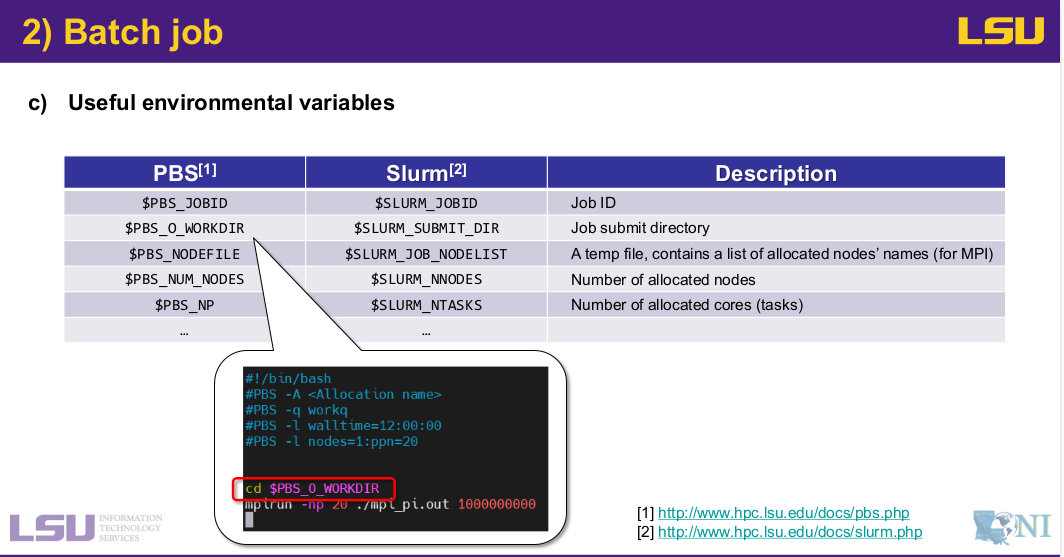 2) Batch job
LSU
c) Useful environmental variables
PBS[1] Slurm[2] Description
$PBS_JOBID $SLURM_JOBID Job ID
$PBS_O_WORKDIR $SLURM_SUBMIT_DIR Job submit directory
$PBS_NODEFILE $SLURM_JOB_NODELIST A temp file, contains a list of allocated nodes’ names (for MPI)
$PBS_NUM_NODES $SLURM_NNODES Number of allocated nodes
$PBS_NP $SLURM_NTASKS Number of allocated cores (tasks)
… …
#!/bin/bash
#PBS -A <Allocation name>
#PBS -q workq
#PBS -l walltime=12:00:00
#PBS -l nodes=1:ppn=20
cd $PBS_O_WORKDIR
mpirun -np 20 ./mpi_pi.out 1000000000
[1] http://www.hpc.lsu.edu/docs/pbs.php
[2] http://www.hpc.lsu.edu/docs/slurm.php
LSU INFORMATION
TECHNOLOGY
SERVICES
LONI